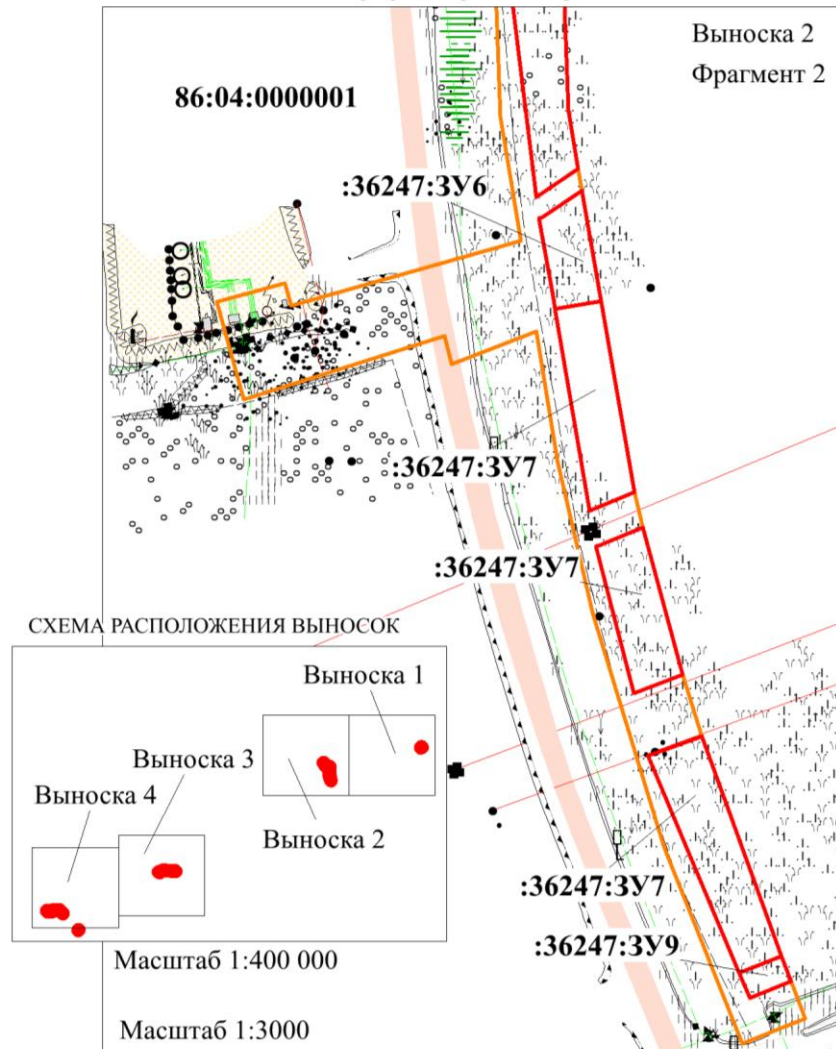 Выноска 2
Фрагмент 2
86:04:0000001
:36247:ЗУ6
:36247:ЗУ7
:36247:ЗУ7
СХЕМА РАСПОЛОЖЕНИЯ ВЫНОСОК
Выноска 1
Выноска 3
Выноска 4
Выноска 2
:36247:ЗУ7
:36247:ЗУ9
Масштаб 1:400 000
Масштаб 1:3000